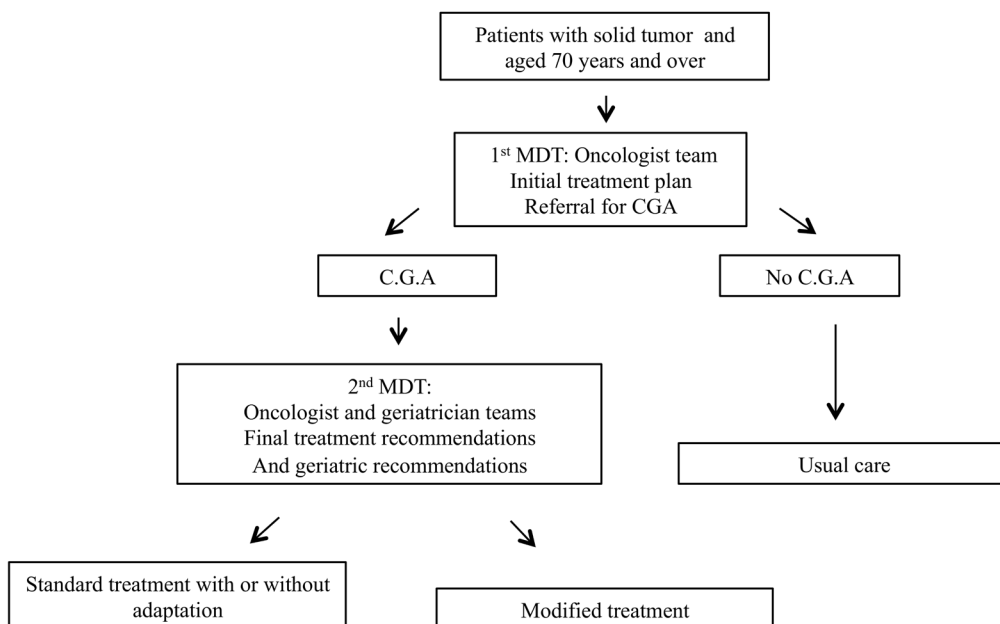 Patients with solid tumor and
aged 70 years and over
1st MDT: Oncologist team
Initial treatment plan
Referral for CGA
C.G.A
No C.G.A
2nd MDT:
Oncologist and geriatrician teams
Final treatment recommendations
And geriatric recommendations
Usual care
Standard treatment with or without
adaptation
Modified treatment